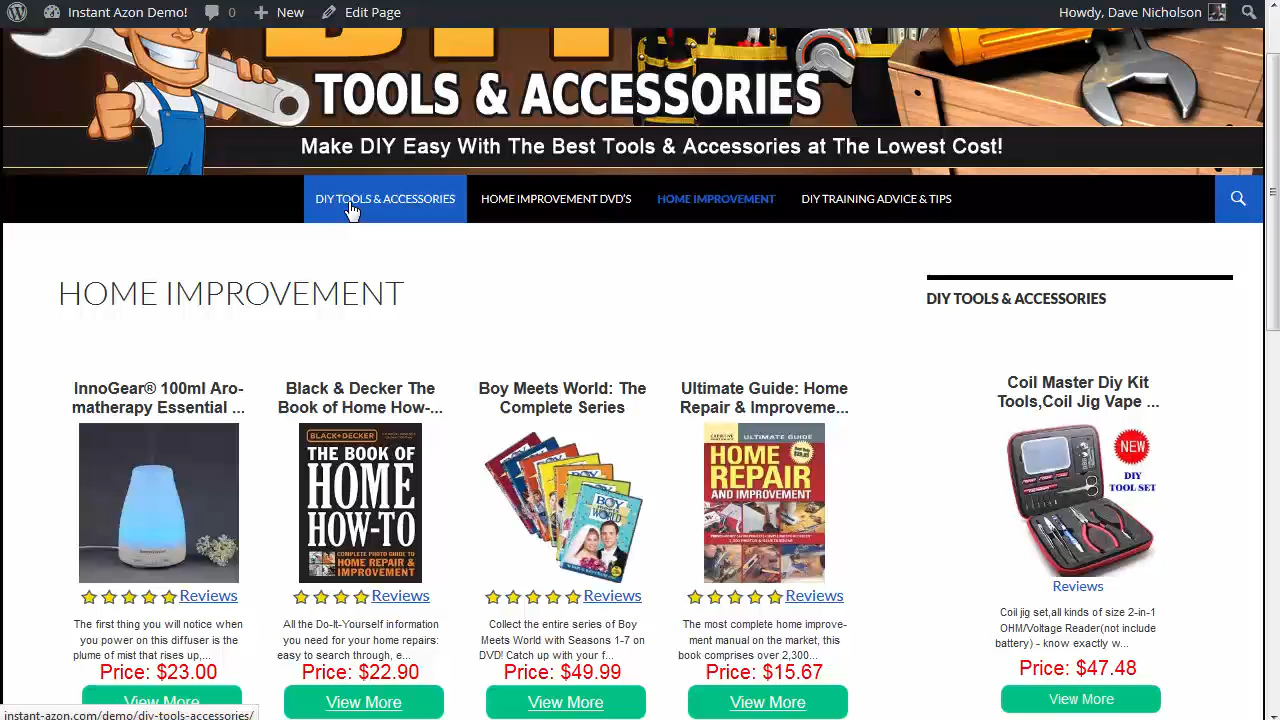 Instant Azon Demo! 0 New Edit Page Howdy, Dave Nicholson
TOOLS & ACCESSORIES
Make DIY Easy With The Best Tools & Accessories at The Lowest Cost!
DIY TOOLS & ACCESSORIES HOME IMPROVEMENT DVD'S HOME IMPROVEMENT DIY TRAINING ADVICE & TIPS
HOME IMPROVEMENT
DIY TOOLS & ACCESSORIES
InnoGear® 100ml Aro-
matherapy Essential ...
Reviews
The first thing you will notice when
you power on this diffuser is the
plume of mist that rises up,...
Price: $23.00
View More
Black & Decker The
Book of Home How-...
BLACK+DECKER
THE BOOK OF
HOME
HOW-TO
COMPLETE PHOTO GUIDE TO
HOME REPAIR &
IMPROVEMENT
Reviews
All the Do-It-Yourself information
you need for your home repairs:
easy to search through, e...
Price: $22.90
View More
Boy Meets World: The
Complete Series
BOY
WORLD
Reviews
Collect the entire series of Boy
Meets World with Seasons 1-7 on
DVD! Catch up with your f...
Price: $49.99
View More
Ultimate Guide: Home
Repair & Improveme...
ULTIMATE GUIDE
HOME
REPAIR
AND IMPROVEMENT
Reviews
The most complete home improve-
ment manual on the market, this
book comprises over 2,300...
Price: $15.67
View More
Coil Master Diy Kit
Tools,Coil Jig Vape ...
NEW
DIY
TOOL SET
Reviews
Coil jig set,all kinds of size 2-in-1
OHM/Voltage Reader(not include
battery) - know exactly w...
Price: $47.48
View More
instant-azon.com/demo/diy-tools-accessories/